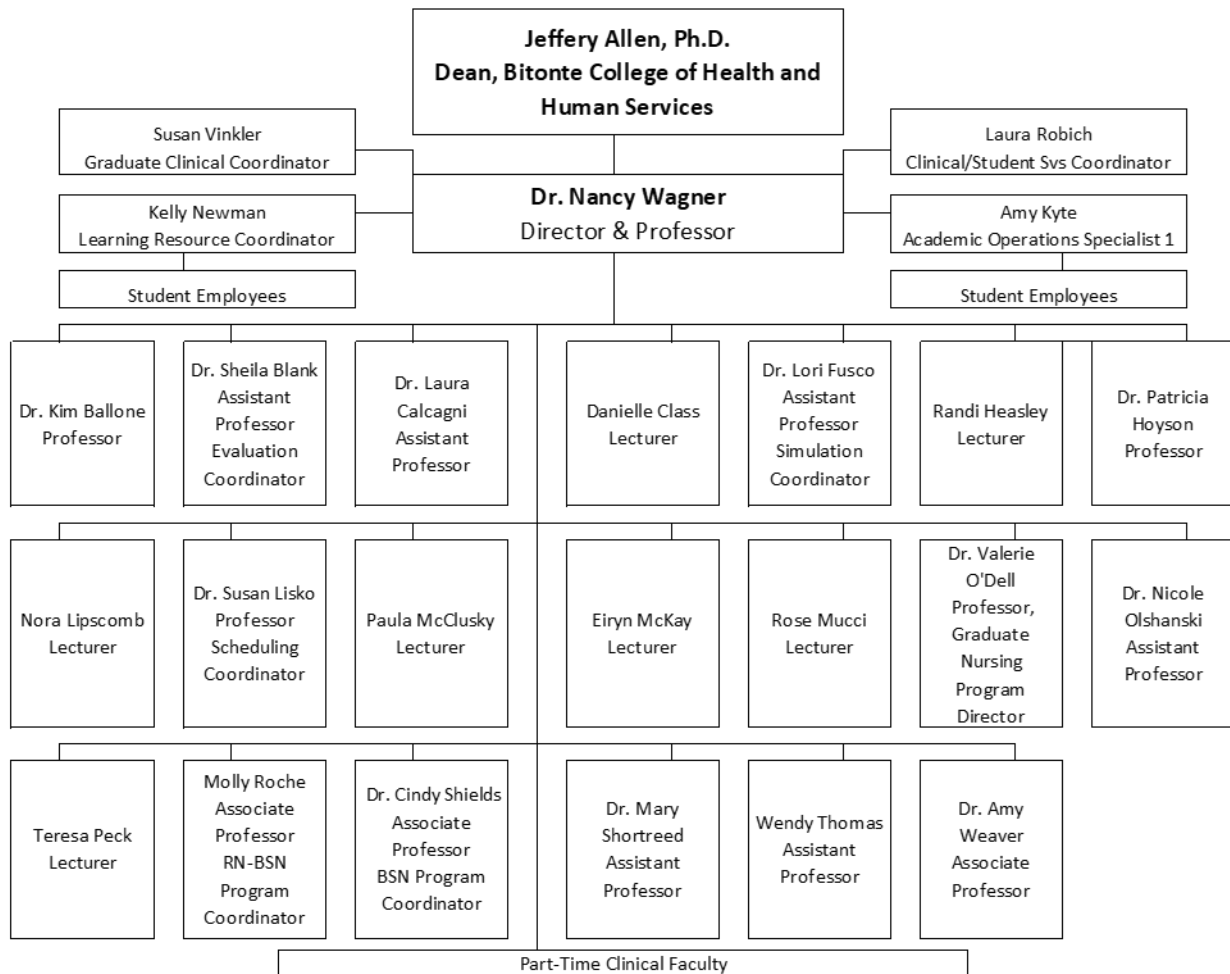 Jeffery Allen, Ph.D.
Dean, Bitonte College of Health and
Human Services
Susan Vinkler
Graduate Clinical Coordinator
Laura Robich
Clinical/Student Svs Coordinator
Dr. Nancy Wagner
Director & Professor
Kelly Newman
Learning Resource Coordinator
Amy Kyte
Academic Operations Specialist 1
Student Employees
Student Employees
Dr. Kim Ballone
Professor
Dr. Sheila Blank
Assistant
Professor
Evaluation
Coordinator
Dr. Laura
Calcagni
Assistant
Professor
Danielle Class
Lecturer
Dr. Lori Fusco
Assistant
Professor
Simulation
Coordinator
Randi Heasley
Lecturer
Dr. Patricia
Hoyson
Professor
Nora Lipscomb
Lecturer
Dr. Susan Lisko
Professor
Scheduling
Coordinator
Paula McClusky
Lecturer
Eiryn McKay
Lecturer
Rose Mucci
Lecturer
Dr. Valerie
O'Dell
Professor,
Graduate
Nursing
Program
Director
Dr. Nicole
Olshanski
Assistant
Professor
Teresa Peck
Lecturer
Molly Roche
Associate
Professor
RN-BSN
Program
Coordinator
Dr. Cindy Shields
Associate
Professor
BSN Program
Coordinator
Dr. Mary
Shortreed
Assistant
Professor
Wendy Thomas
Assistant
Professor
Dr. Amy
Weaver
Associate
Professor
Part-Time Clinical Faculty